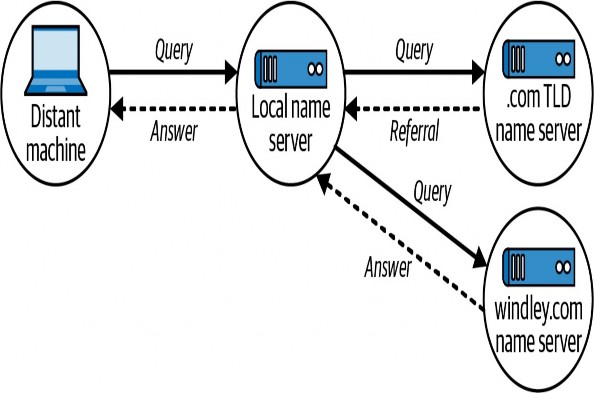 Query
Query
Distant
machine
Local name
server
.com TLD
name server
Answer
Referral
Query
Answer
windley.com
name server